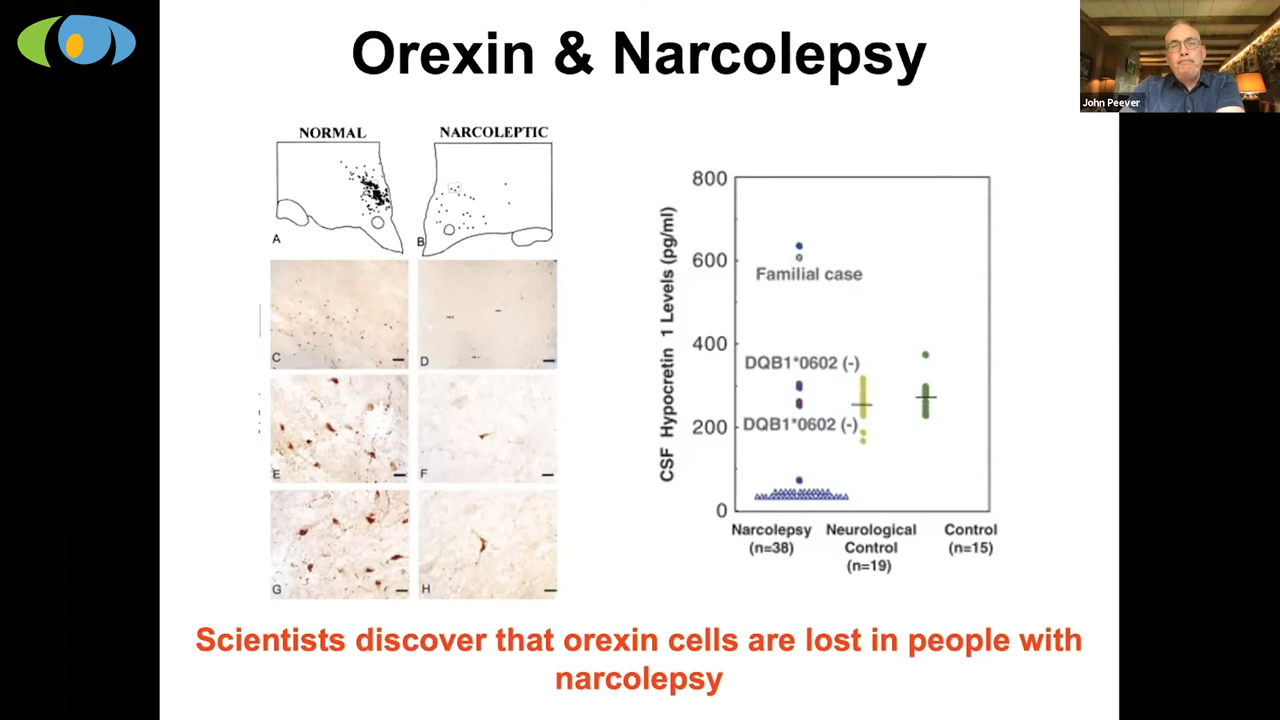 Orexin & Narcolepsy
John Peever
NORMAL
NARCOLEPTIC
A
B
C
D
E
F
G
H
CSF Hypocretin 1 Levels (pg/ml)
800
600
400
200
0
Familial case
DQB1*0602 (-)
DQB1*0602 (-)
Narcolepsy
(n=38)
Neurological
Control
(n=19)
Control
(n=15)
Scientists discover that orexin cells are lost in people with
narcolepsy